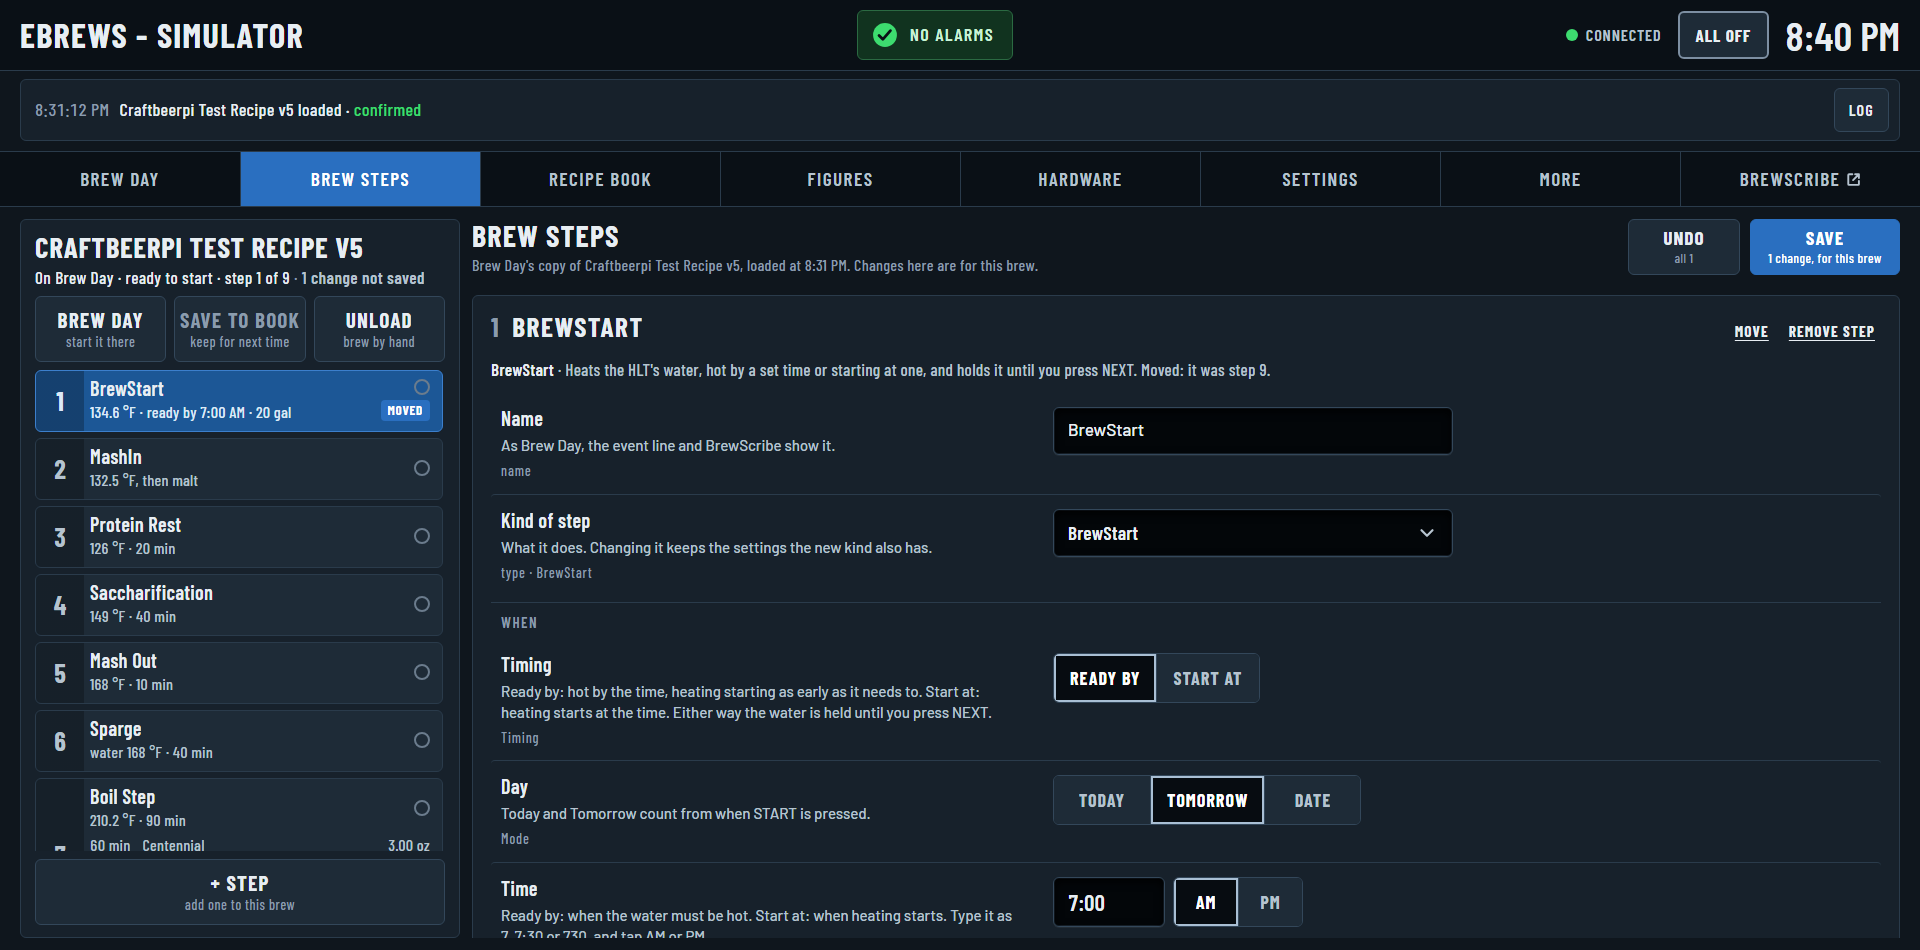 EBREWS - SIMULATOR
NO ALARMS
CONNECTED
ALL OFF
8:40 PM
8:31:12 PM Craftbeerpi Test Recipe v5 loaded · confirmed
LOG
BREW DAY
BREW STEPS
RECIPE BOOK
FIGURES
HARDWARE
SETTINGS
MORE
BREWSCRIBE
CRAFTBEERPI TEST RECIPE V5
On Brew Day · ready to start · step 1 of 9 · 1 change not saved
BREW DAY
start it there
SAVE TO BOOK
keep for next time
UNLOAD
brew by hand
1
BrewStart
134.6 °F · ready by 7:00 AM · 20 gal
MOVED
2
MashIn
132.5 °F, then malt
3
Protein Rest
126 °F · 20 min
4
Saccharification
149 °F · 40 min
5
Mash Out
168 °F · 10 min
6
Sparge
water 168 °F · 40 min
Boil Step
210.2 °F · 90 min
60 min Centennial 3.00 oz
+ STEP
add one to this brew
BREW STEPS
Brew Day's copy of Craftbeerpi Test Recipe v5, loaded at 8:31 PM. Changes here are for this brew.
UNDO
all 1
SAVE
1 change, for this brew
1 BREWSTART
MOVE
REMOVE STEP
BrewStart · Heats the HLT's water, hot by a set time or starting at one, and holds it until you press NEXT. Moved: it was step 9.
Name
As Brew Day, the event line and BrewScribe show it.
name
BrewStart
Kind of step
What it does. Changing it keeps the settings the new kind also has.
type · BrewStart
BrewStart
WHEN
Timing
Ready by: hot by the time, heating starting as early as it needs to. Start at:
heating starts at the time. Either way the water is held until you press NEXT.
Timing
READY BY
START AT
Day
Today and Tomorrow count from when START is pressed.
Mode
TODAY
TOMORROW
DATE
Time
Ready by: when the water must be hot. Start at: when heating starts. Type it as
7, 7:30 or 730, and tap AM or PM.
7:00
AM
PM